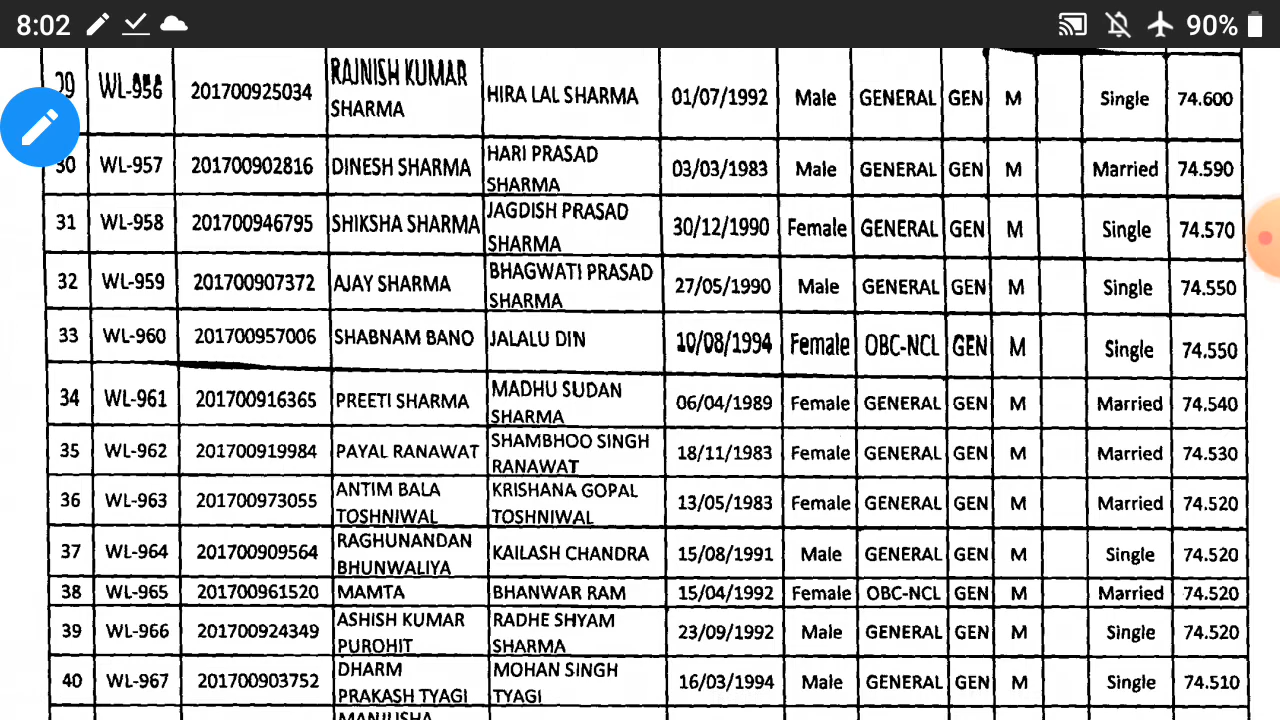 8:02 90%
29 WL-956 201700925034 RAJNISH KUMAR SHARMA HIRA LAL SHARMA 01/07/1992 Male GENERAL GEN M Single 74.600
30 WL-957 201700902816 DINESH SHARMA HARI PRASAD SHARMA 03/03/1983 Male GENERAL GEN M Married 74.590
31 WL-958 201700946795 SHIKSHA SHARMA JAGDISH PRASAD SHARMA 30/12/1990 Female GENERAL GEN M Single 74.570
32 WL-959 201700907372 AJAY SHARMA BHAGWATI PRASAD SHARMA 27/05/1990 Male GENERAL GEN M Single 74.550
33 WL-960 201700957006 SHABNAM BANO JALALU DIN 10/08/1994 Female OBC-NCL GEN M Single 74.550
34 WL-961 201700916365 PREETI SHARMA MADHU SUDAN SHARMA 06/04/1989 Female GENERAL GEN M Married 74.540
35 WL-962 201700919984 PAYAL RANAWAT SHAMBHOO SINGH RANAWAT 18/11/1983 Female GENERAL GEN M Married 74.530
36 WL-963 201700973055 ANTIM BALA TOSHNIWAL KRISHANA GOPAL TOSHNIWAL 13/05/1983 Female GENERAL GEN M Married 74.520
37 WL-964 201700909564 RAGHUNANDAN BHUNWALIYA KAILASH CHANDRA 15/08/1991 Male GENERAL GEN M Single 74.520
38 WL-965 201700961520 MAMTA BHANWAR RAM 15/04/1992 Female OBC-NCL GEN M Married 74.520
39 WL-966 201700924349 ASHISH KUMAR PUROHIT RADHE SHYAM SHARMA 23/09/1992 Male GENERAL GEN M Single 74.520
40 WL-967 201700903752 DHARM PRAKASH TYAGI MOHAN SINGH TYAGI 16/03/1994 Male GENERAL GEN M Single 74.510
MANJUSHA